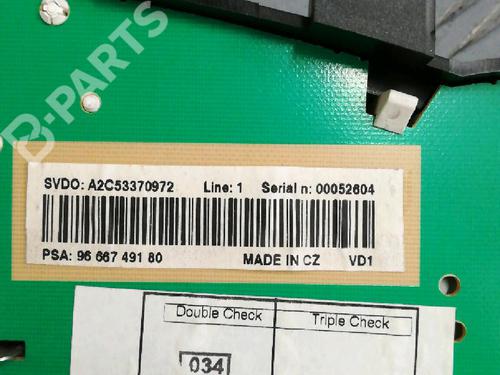 B-PARTS
SVDO: A2C53370972 Line: 1 Serial n: 00052604
PSA: 96 667 491 80 MADE IN CZ VD1
Double Check Triple Check
034